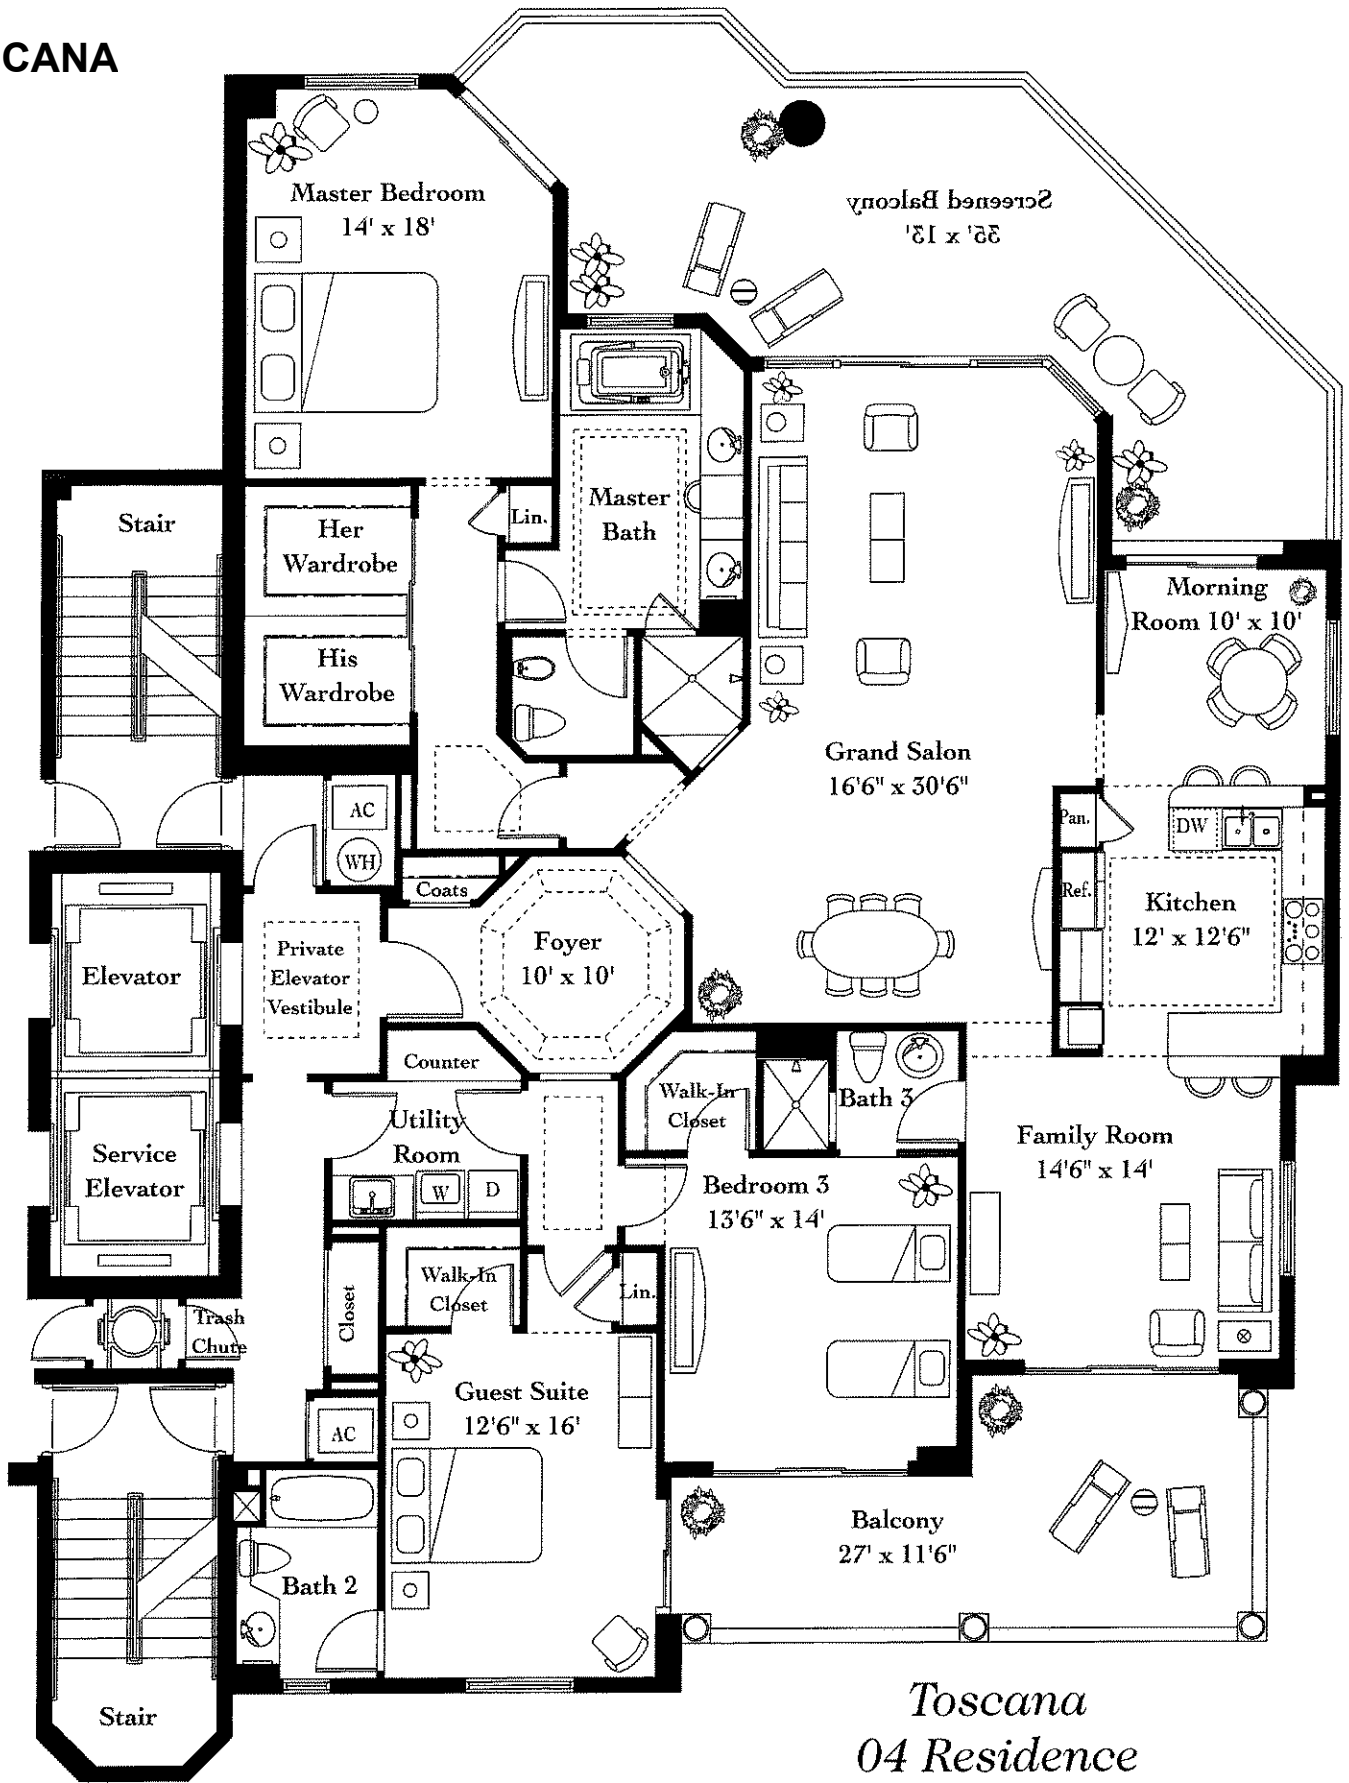 CANA
Master Bedroom
14' x 18'
Screened Balcony
35' x 13'
Stair
Her
Wardrobe
Lin.
Master
Bath
His
Wardrobe
Morning
Room 10' x 10'
Grand Salon
16'6" x 30'6"
AC
WH
Pan.
DW
Coats
Ref.
Kitchen
12' x 12'6"
Elevator
Private
Elevator
Vestibule
Foyer
10' x 10'
Counter
Walk-In
Closet
Bath 3
Utility
Room
Family Room
14'6" x 14'
Service
Elevator
W
D
Bedroom 3
13'6" x 14'
Walk-In
Closet
Lin.
Trash
Chute
Closet
Guest Suite
12'6" x 16'
AC
Balcony
27' x 11'6"
Bath 2
Stair
Toscana
04 Residence